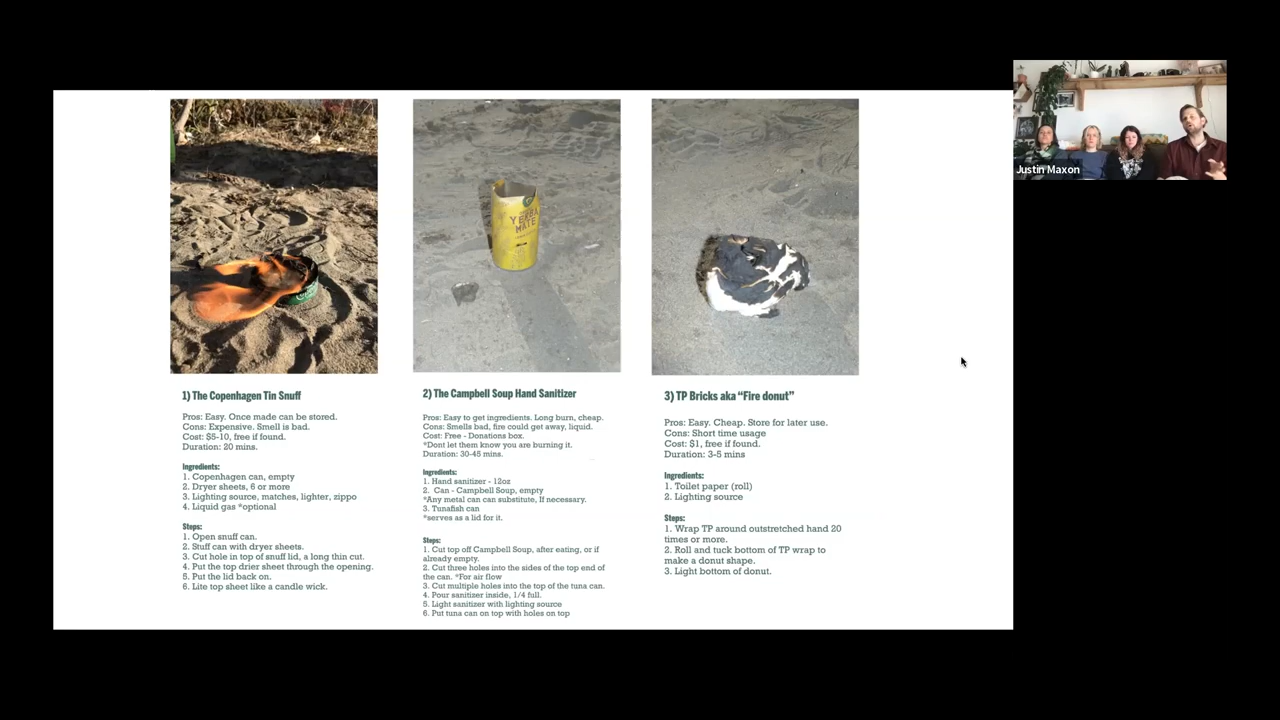 Justin Maxon
YERBA
MATE
1) The Copenhagen Tin Snuff
Pros: Easy. Once made can be stored.
Cons: Expensive. Smell is bad.
Cost: $5-10, free if found.
Duration: 20 mins.
Ingredients:
1. Copenhagen can, empty
2. Dryer sheets, 6 or more
3. Lighting source, matches, lighter, zippo
4. Liquid gas *optional
Steps:
1. Open snuff can.
2. Stuff can with dryer sheets.
3. Cut hole in top of snuff lid, a long thin cut.
4. Put the top drier sheet through the opening.
5. Put the lid back on.
6. Lite top sheet like a candle wick.
2) The Campbell Soup Hand Sanitizer
Pros: Easy to get ingredients. Long burn, cheap.
Cons: Smells bad, fire could get away, liquid.
Cost: Free - Donations box.
*Dont let them know you are burning it.
Duration: 30-45 mins.
Ingredients:
1. Hand sanitizer - 12oz
2. Can - Campbell Soup, empty
*Any metal can can substitute, If necessary.
3. Tunafish can
*serves as a lid for it.
Steps:
1. Cut top off Campbell Soup, after eating, or if
already empty.
2. Cut three holes into the sides of the top end of
the can. *For air flow
3. Cut multiple holes into the top of the tuna can.
4. Pour sanitizer inside, 1/4 full.
5. Light sanitizer with lighting source
6. Put tuna can on top with holes on top
3) TP Bricks aka “Fire donut”
Pros: Easy. Cheap. Store for later use.
Cons: Short time usage
Cost: $1, free if found.
Duration: 3-5 mins
Ingredients:
1. Toilet paper (roll)
2. Lighting source
Steps:
1. Wrap TP around outstretched hand 20
times or more.
2. Roll and tuck bottom of TP wrap to
make a donut shape.
3. Light bottom of donut.